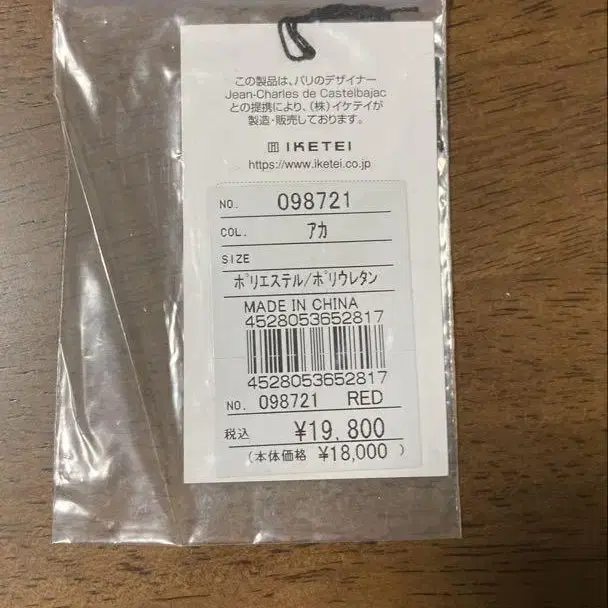 この製品は、パリのデザイナー
Jean-Charles de Castelbajac
との提携により、(株)イケテイが
製造・販売しております。
IKETEI
https://www.iketei.co.jp
NO. 098721
COL. アカ
SIZE
ポリエステル/ポリウレタン
MADE IN CHINA
4528053652817
4528053652817
NO. 098721 RED
税込 ¥19,800
(本体価格 ¥18,000 )